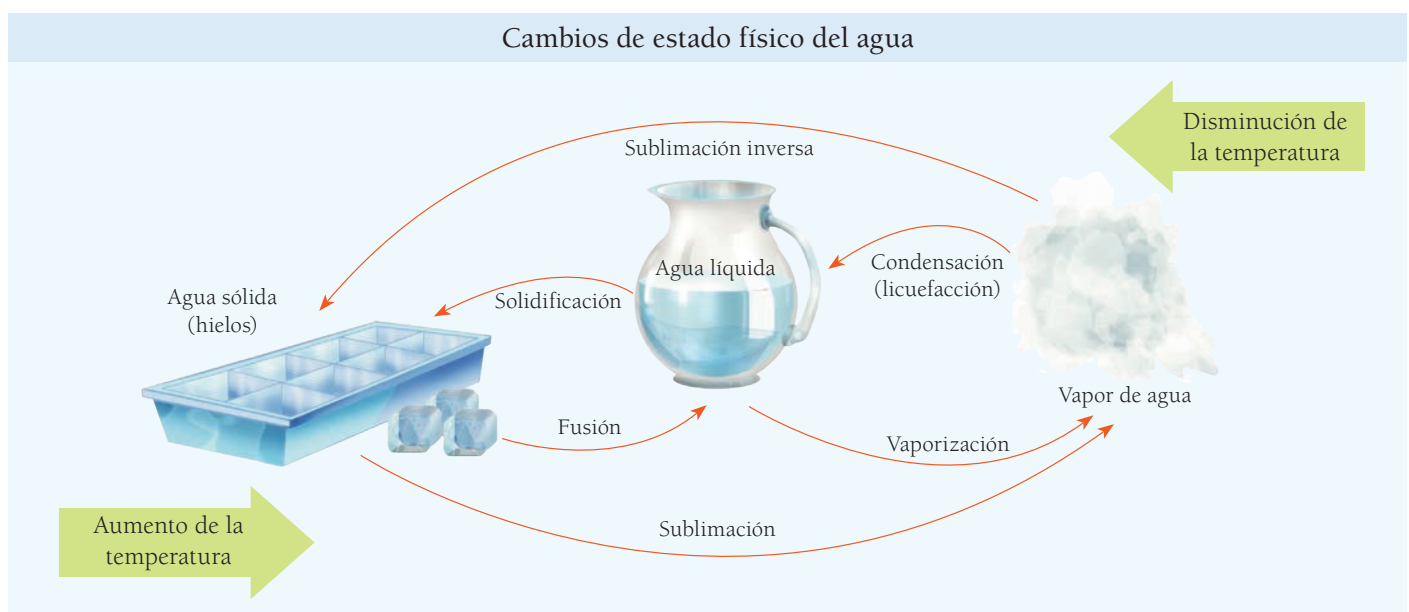 Cambios de estado físico del agua
Disminución de
la temperatura
Sublimación inversa
Agua líquida
Condensación
(licuefacción)
Solidificación
Agua sólida
(hielos)
Vapor de agua
Fusión
Vaporización
Sublimación
Aumento de la
temperatura